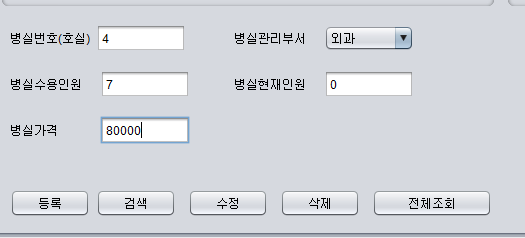 병실번호(호실) 4 병실관리부서 외과
병실수용인원 7 병실현재인원 0
병실가격 80000
등록 검색 수정 삭제 전체조회